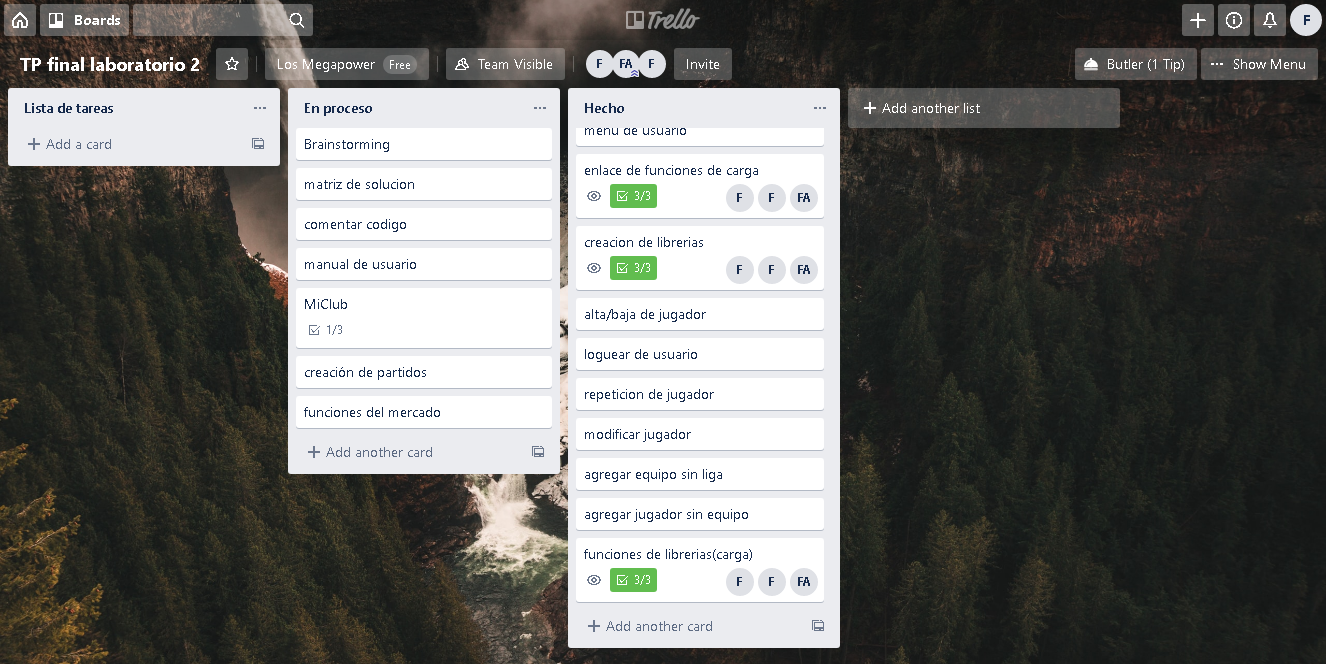 Boards
Trello
F
TP final laboratorio 2
Los Megapower Free
Team Visible
F FA F
Invite
Butler (1 Tip)
... Show Menu
Lista de tareas
Add a card
En proceso
Brainstorming
matriz de solucion
comentar codigo
manual de usuario
MiClub
1/3
creación de partidos
funciones del mercado
Add another card
Hecho
menu de usuario
enlace de funciones de carga
3/3 F F FA
creacion de librerias
3/3 F F FA
alta/baja de jugador
loguear de usuario
repeticion de jugador
modificar jugador
agregar equipo sin liga
agregar jugador sin equipo
funciones de librerias(carga)
3/3 F F FA
Add another card
Add another list